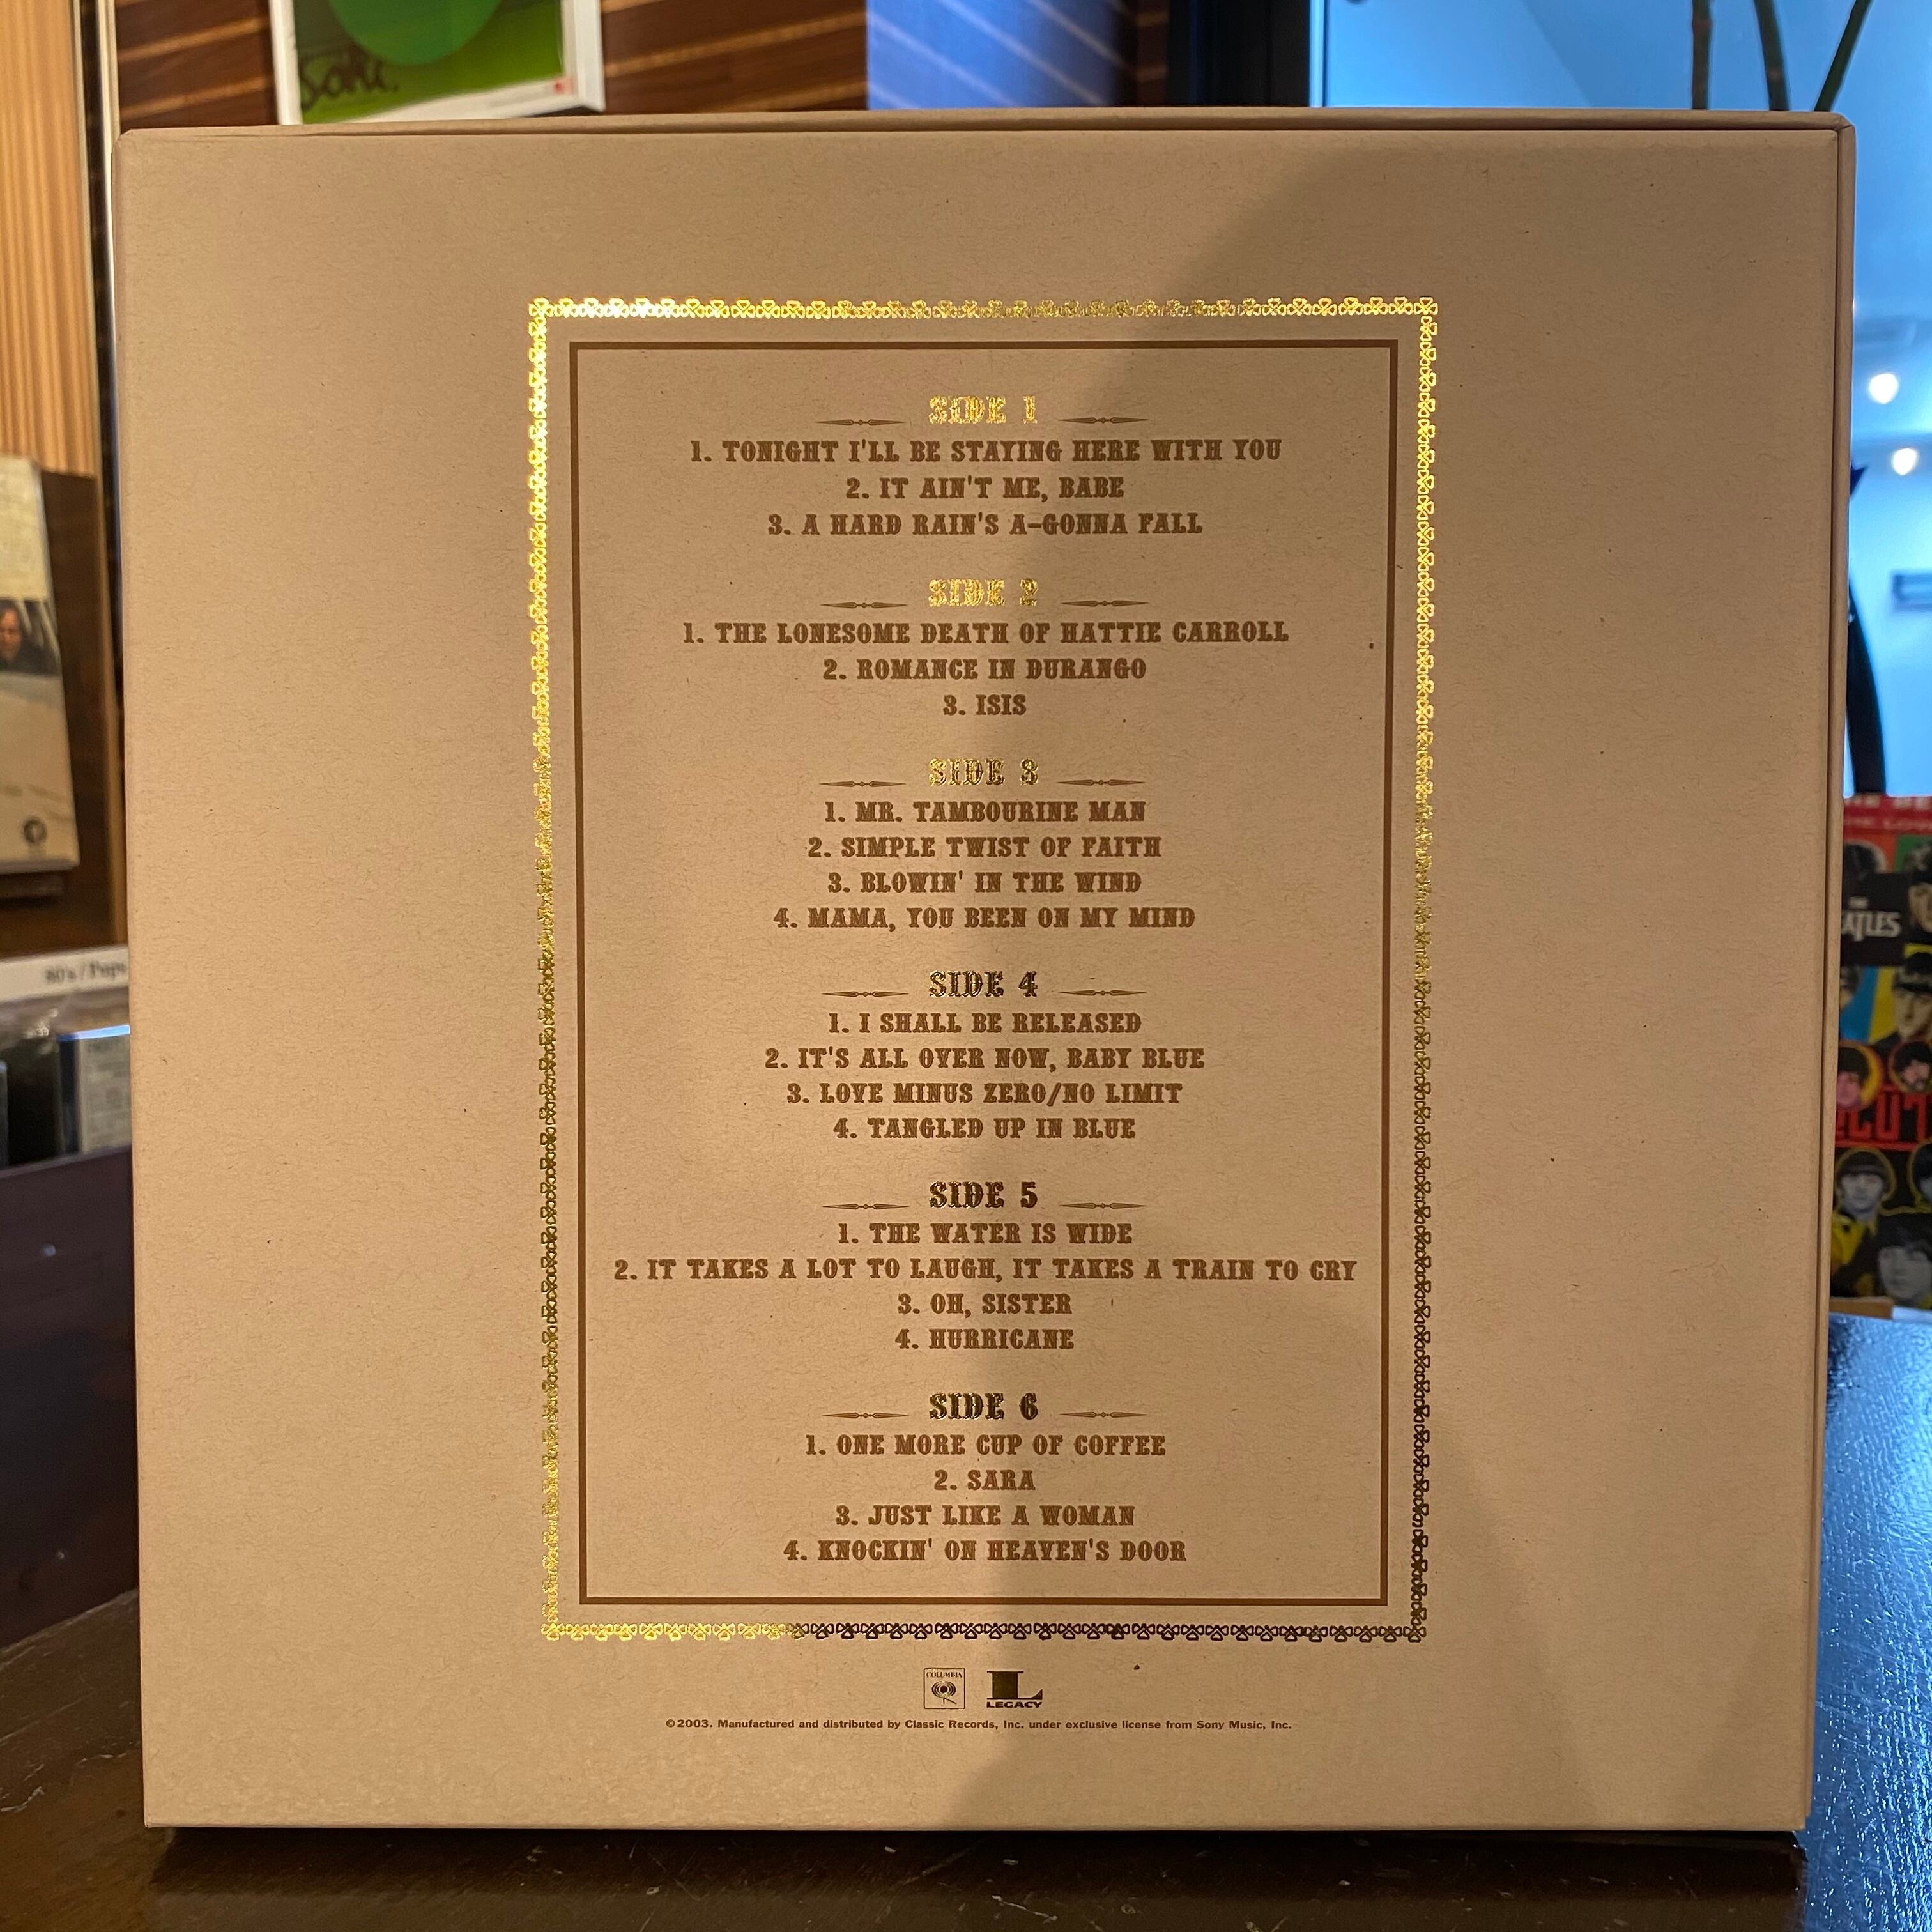 Sofu.
SIDE 1
1. TONIGHT I'LL BE STAYING HERE WITH YOU
2. IT AIN'T ME, BABE
3. A HARD RAIN'S A-GONNA FALL
SIDE 2
1. THE LONESOME DEATH OF HATTIE CARROLL
2. ROMANCE IN DURANGO
3. ISIS
SIDE 3
1. MR. TAMBOURINE MAN
2. SIMPLE TWIST OF FAITH
3. BLOWIN' IN THE WIND
4. MAMA, YOU BEEN ON MY MIND
SIDE 4
1. I SHALL BE RELEASED
2. IT'S ALL OVER NOW, BABY BLUE
3. LOVE MINUS ZERO/NO LIMIT
4. TANGLED UP IN BLUE
SIDE 5
1. THE WATER IS WIDE
2. IT TAKES A LOT TO LAUGH, IT TAKES A TRAIN TO CRY
3. OH, SISTER
4. HURRICANE
SIDE 6
1. ONE MORE CUP OF COFFEE
2. SARA
3. JUST LIKE A WOMAN
4. KNOCKIN' ON HEAVEN'S DOOR
COLUMBIA
L
LEGACY
©2003. Manufactured and distributed by Classic Records, Inc. under exclusive license from Sony Music, Inc.
80's / Pops
THE
ATLES